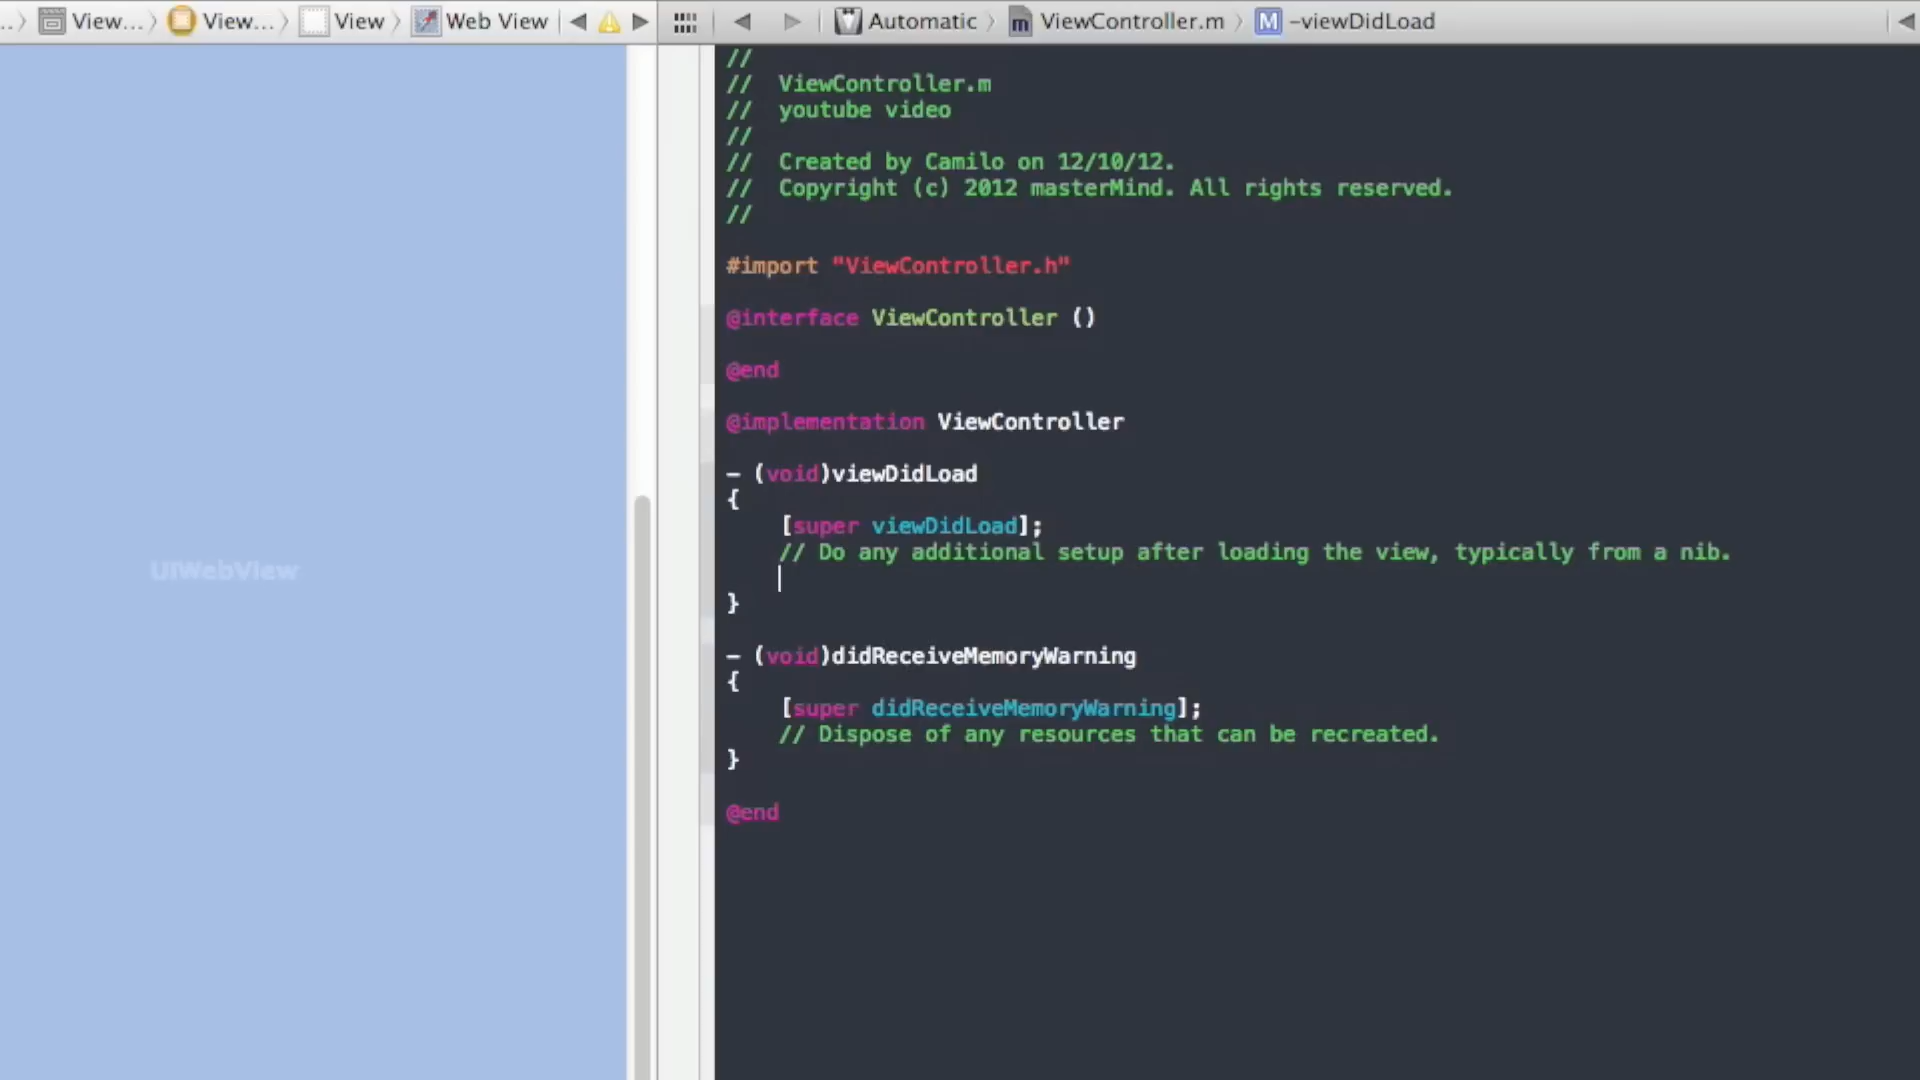 View... View... View Web View
Automatic ViewController.m M -viewDidLoad
UIWebView
//
// ViewController.m
// youtube video
//
// Created by Camilo on 12/10/12.
// Copyright (c) 2012 masterMind. All rights reserved.
//
#import "ViewController.h"
@interface ViewController ()
@end
@implementation ViewController
- (void)viewDidLoad
{
[super viewDidLoad];
// Do any additional setup after loading the view, typically from a nib.
}
- (void)didReceiveMemoryWarning
{
[super didReceiveMemoryWarning];
// Dispose of any resources that can be recreated.
}
@end